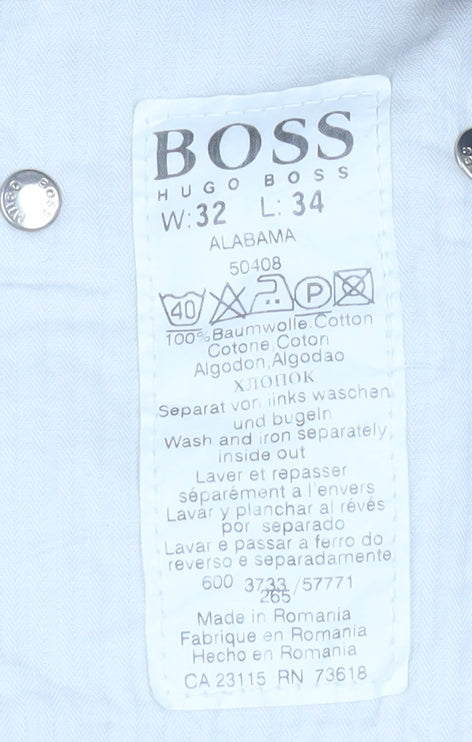 BOSS
HUGO BOSS
W:32 L:34
ALABAMA
50408
40 P
100%Baumwolle.Cotton
Cotone.Coton
Algodon,Algodao
ХЛОПОК
Separat von links waschen
und bugeln
Wash and iron separately
inside out
Laver et repasser
séparément a l'envers
Lavar y planchar al révés
por separado
Lavar e passar a ferro do
reverso e separadamente
600 3733/57771
265
Made in Romania
Fabrique en Romania
Hecho en Romania
CA 23115 RN 73618